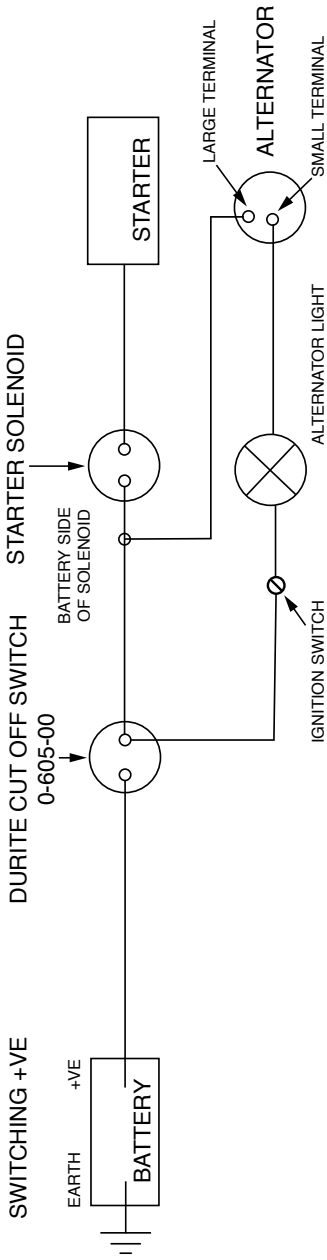 SWITCHING +VE
EARTH
+VE
BATTERY
DURITE CUT OFF SWITCH
0-605-00
STARTER SOLENOID
BATTERY SIDE
OF SOLENOID
STARTER
IGNITION SWITCH
ALTERNATOR LIGHT
LARGE TERMINAL
ALTERNATOR
SMALL TERMINAL